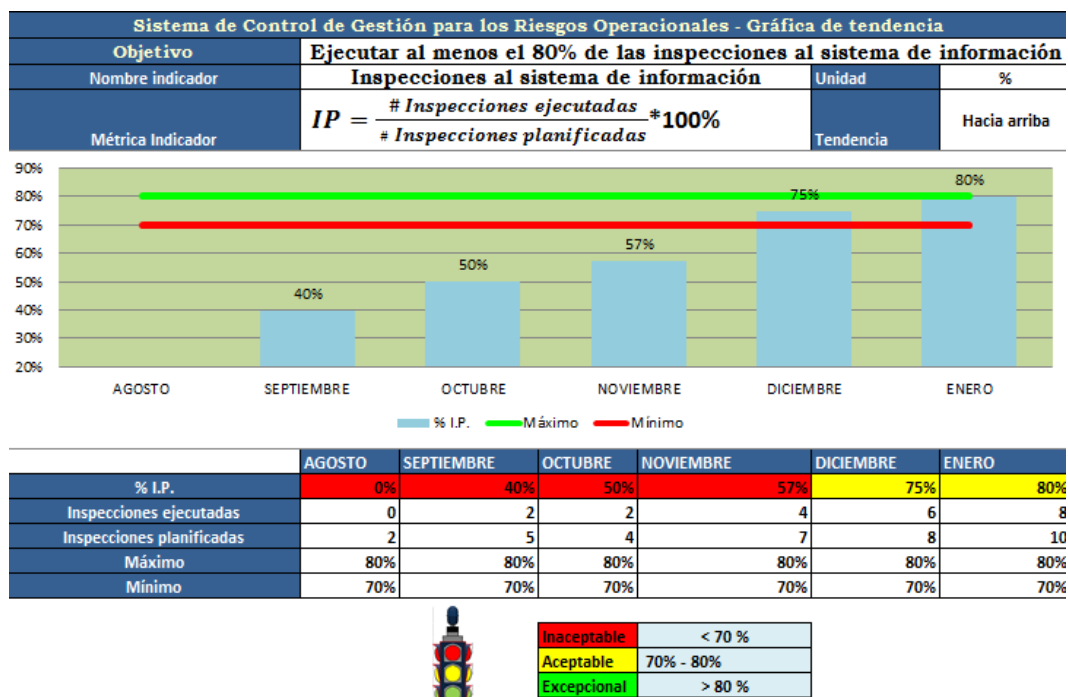 Sistema de Control de Gestión para los Riesgos Operacionales - Gráfica de tendencia
Objetivo Ejecutar al menos el 80% de las inspecciones al sistema de información
Nombre indicador Inspecciones al sistema de información Unidad %
Métrica Indicador IP = # Inspecciones ejecutadas / # Inspecciones planificadas *100% Tendencia Hacia arriba
90%
80%
70%
60%
50%
40%
30%
20%
40%
50%
57%
75%
80%
AGOSTO SEPTIEMBRE OCTUBRE NOVIEMBRE DICIEMBRE ENERO
% I.P. Máximo Mínimo
AGOSTO SEPTIEMBRE OCTUBRE NOVIEMBRE DICIEMBRE ENERO
% I.P. 0% 40% 50% 57% 75% 80%
Inspecciones ejecutadas 0 2 2 4 6 8
Inspecciones planificadas 2 5 4 7 8 10
Máximo 80% 80% 80% 80% 80% 80%
Mínimo 70% 70% 70% 70% 70% 70%
Inaceptable < 70 %
Aceptable 70% - 80%
Excepcional > 80 %